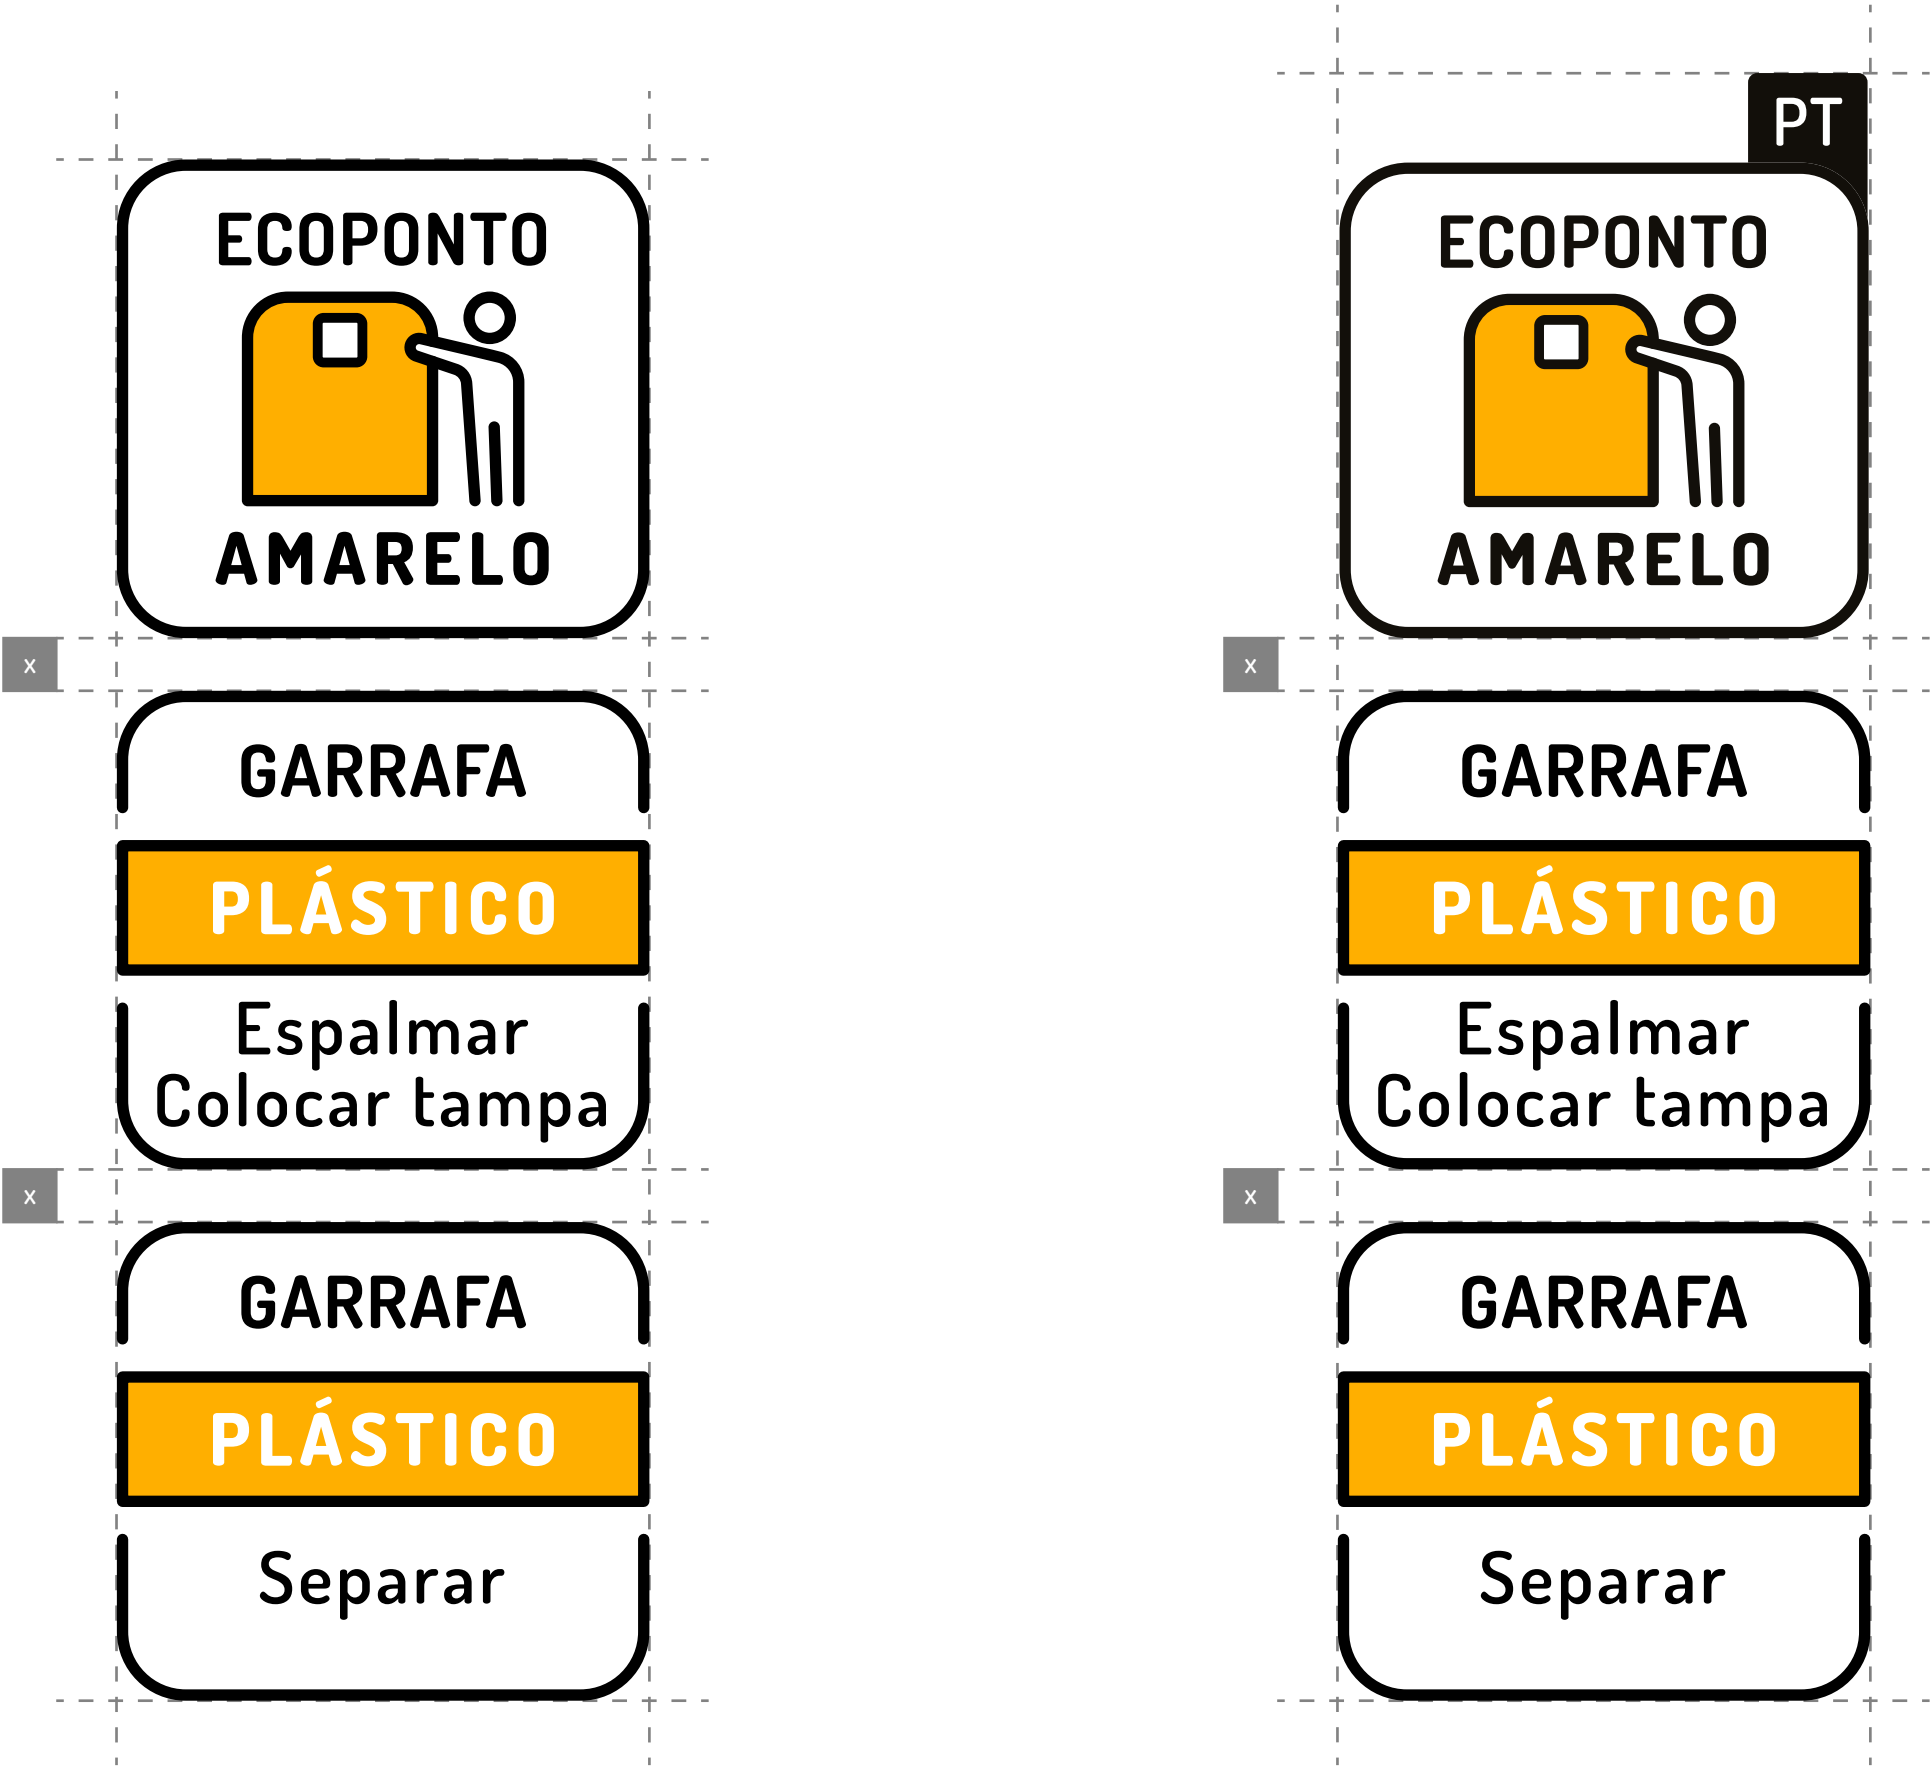 ECOPONTO
AMARELO
x
GARRAFA
PLÁSTICO
Espalmar
Colocar tampa
x
GARRAFA
PLÁSTICO
Separar
PT
ECOPONTO
AMARELO
x
GARRAFA
PLÁSTICO
Espalmar
Colocar tampa
x
GARRAFA
PLÁSTICO
Separar